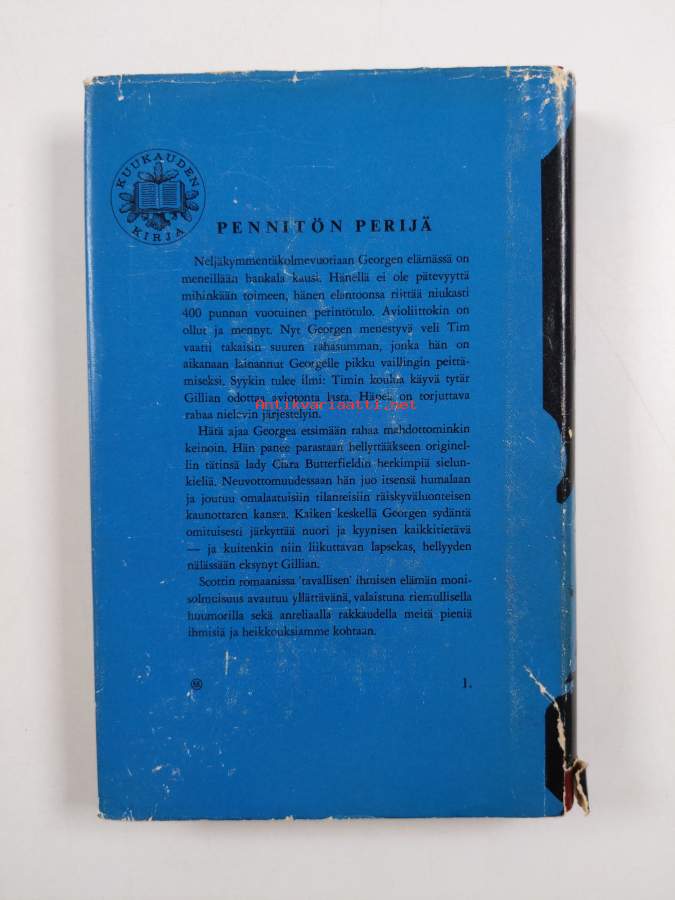 KUUKAUDEN
KIRJA
PENNITÖN PERIJÄ
Neljäkymmentäkolmevuotiaan Georgen elämässä on
meneillään hankala kausi. Hänellä ei ole pätevyyttä
mihinkään toimeen, hänen elantoonsa riittää niukasti
400 punnan vuotuinen perintötulo. Avioliittokin on
ollut ja mennyt. Nyt Georgen menestyvä veli Tim
vaatii takaisin suuren rahasumman, jonka hän on
aikanaan lainannut Georgelle pikku vaillingin peittä-
miseksi. Syykin tulee ilmi: Timin koulua käyvä tytär
Gillian odottaa aviotonta lasta. Hänen on torjuttava
Antikvariaatti.net
rahaa nielevin järjestelyin.
Hätä ajaa Georgea etsimään rahaa mahdottominkin
keinoin. Hän panee parastaan hellyttääkseen originel-
lin tätinsä lady Clara Butterfieldin herkimpiä sielun-
kieliä. Neuvottomuudessaan hän juo itsensä humalaan
ja joutuu omalaatuisiin tilanteisiin räiskyväluonteisen
kaunottaren kanssa. Kaiken keskellä Georgen sydäntä
omituisesti järkyttää nuori ja kyynisen kaikkitietävä
— ja kuitenkin niin liikuttavan lapsekas, hellyyden
nälässään eksynyt Gillian.
Scottin romaanissa 'tavallisen' ihmisen elämän moni-
solmuisuus avautuu yllättävänä, valaistuna riemullisella
huumorilla sekä anteliaalla rakkaudella meitä pieniä
ihmisiä ja heikkouksiamme kohtaan.
1.